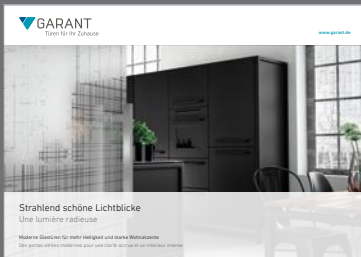 GARANT
Türen für Ihr Zuhause
www.garant.de
Strahlend schöne Lichtblicke
Une lumière radieuse
Moderne Glastüren für mehr Helligkeit und starke Wohnakzente
Des portes vitrées modernes pour une clarté accrue et un intérieur intense